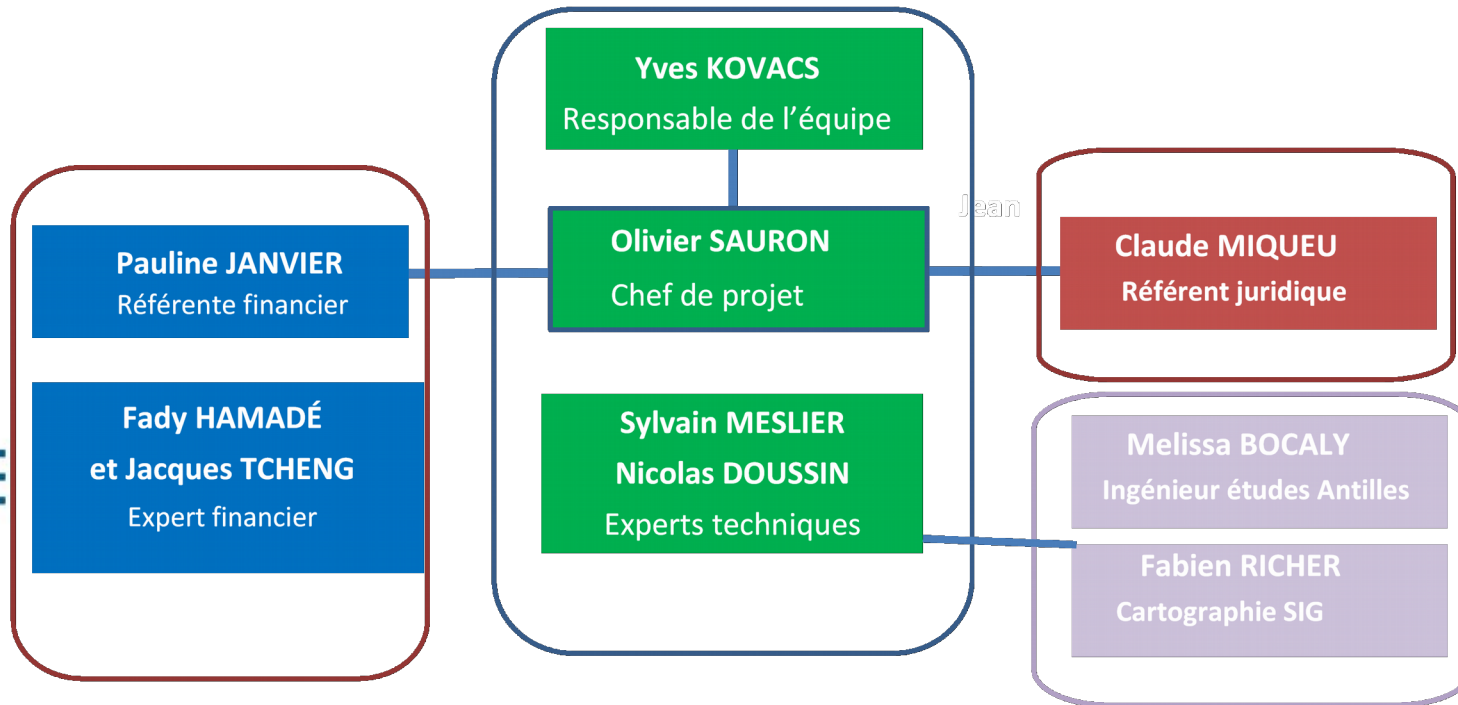 Yves KOVACS
Responsable de l’équipe
Jean
Pauline JANVIER
Référente financier
Olivier SAURON
Chef de projet
Claude MIQUEU
Référent juridique
Fady HAMADÉ
et Jacques TCHENG
Expert financier
Sylvain MESLIER
Nicolas DOUSSIN
Experts techniques
Melissa BOCALY
Ingénieur études Antilles
Fabien RICHER
Cartographie SIG